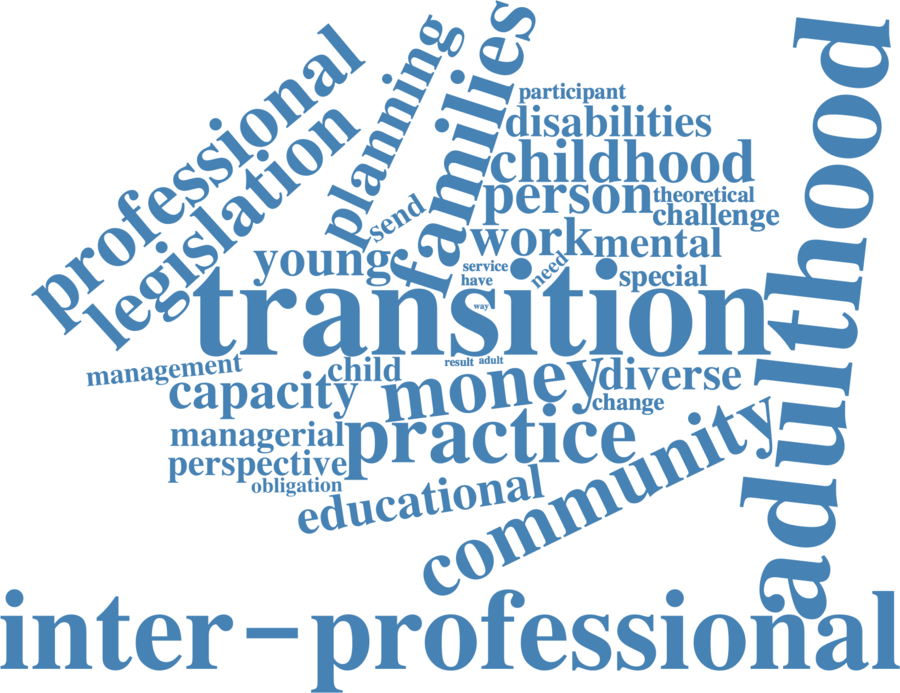 professional
legislation
planning
send
families
participant
disabilities
childhood
person
theoretical
challenge
work
mental
young
service
have
need
special
way
transition
adulthood
management
child
result
adult
capacity
money
diverse
change
managerial
practice
perspective
obligation
educational
community
inter-professional